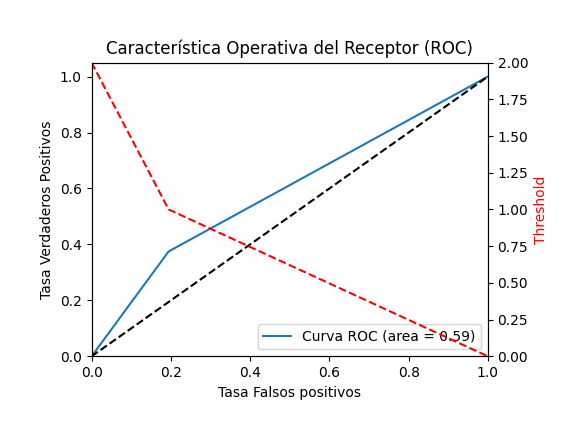 Característica Operativa del Receptor (ROC)
Tasa Verdaderos Positivos
1.0
0.8
0.6
0.4
0.2
0.0
2.00
1.75
1.50
1.25
1.00
0.75
0.50
0.25
0.00
Threshold
Curva ROC (area = 0.59)
0.0 0.2 0.4 0.6 0.8 1.0
Tasa Falsos positivos